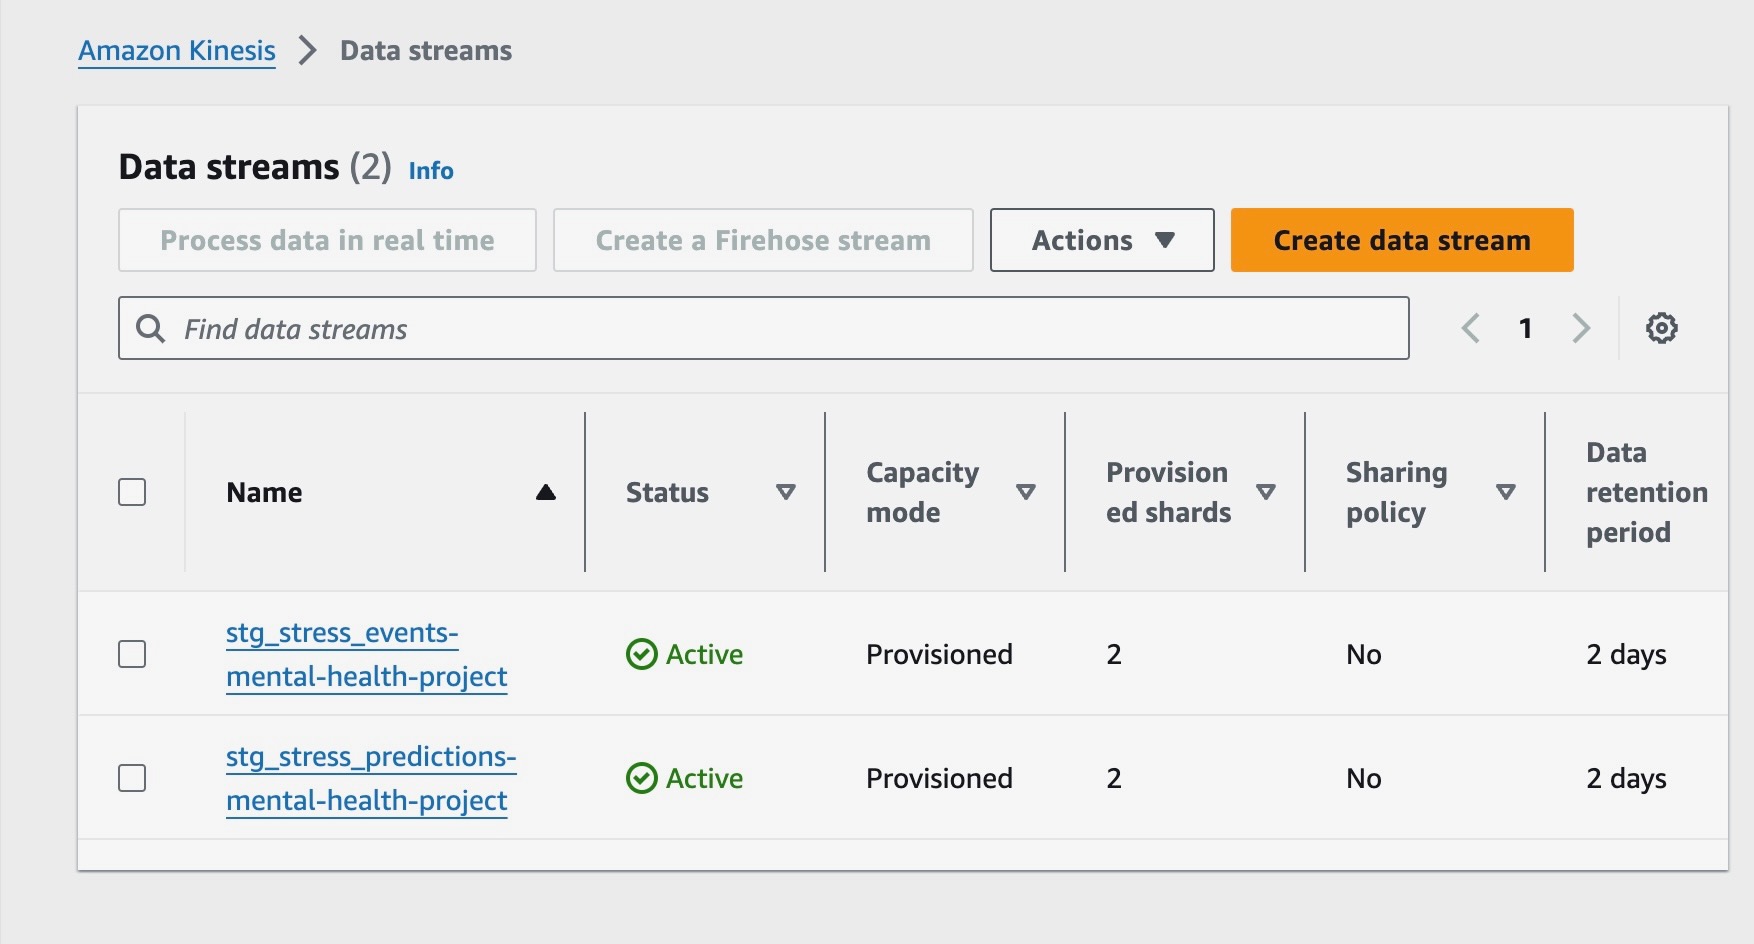 Amazon Kinesis > Data streams
Data streams (2) Info
Process data in real time Create a Firehose stream Actions Create data stream
Find data streams 1
Name Status Capacity mode Provisioned shards Sharing policy Data retention period
stg_stress_events-
mental-health-project Active Provisioned 2 No 2 days
stg_stress_predictions-
mental-health-project Active Provisioned 2 No 2 days